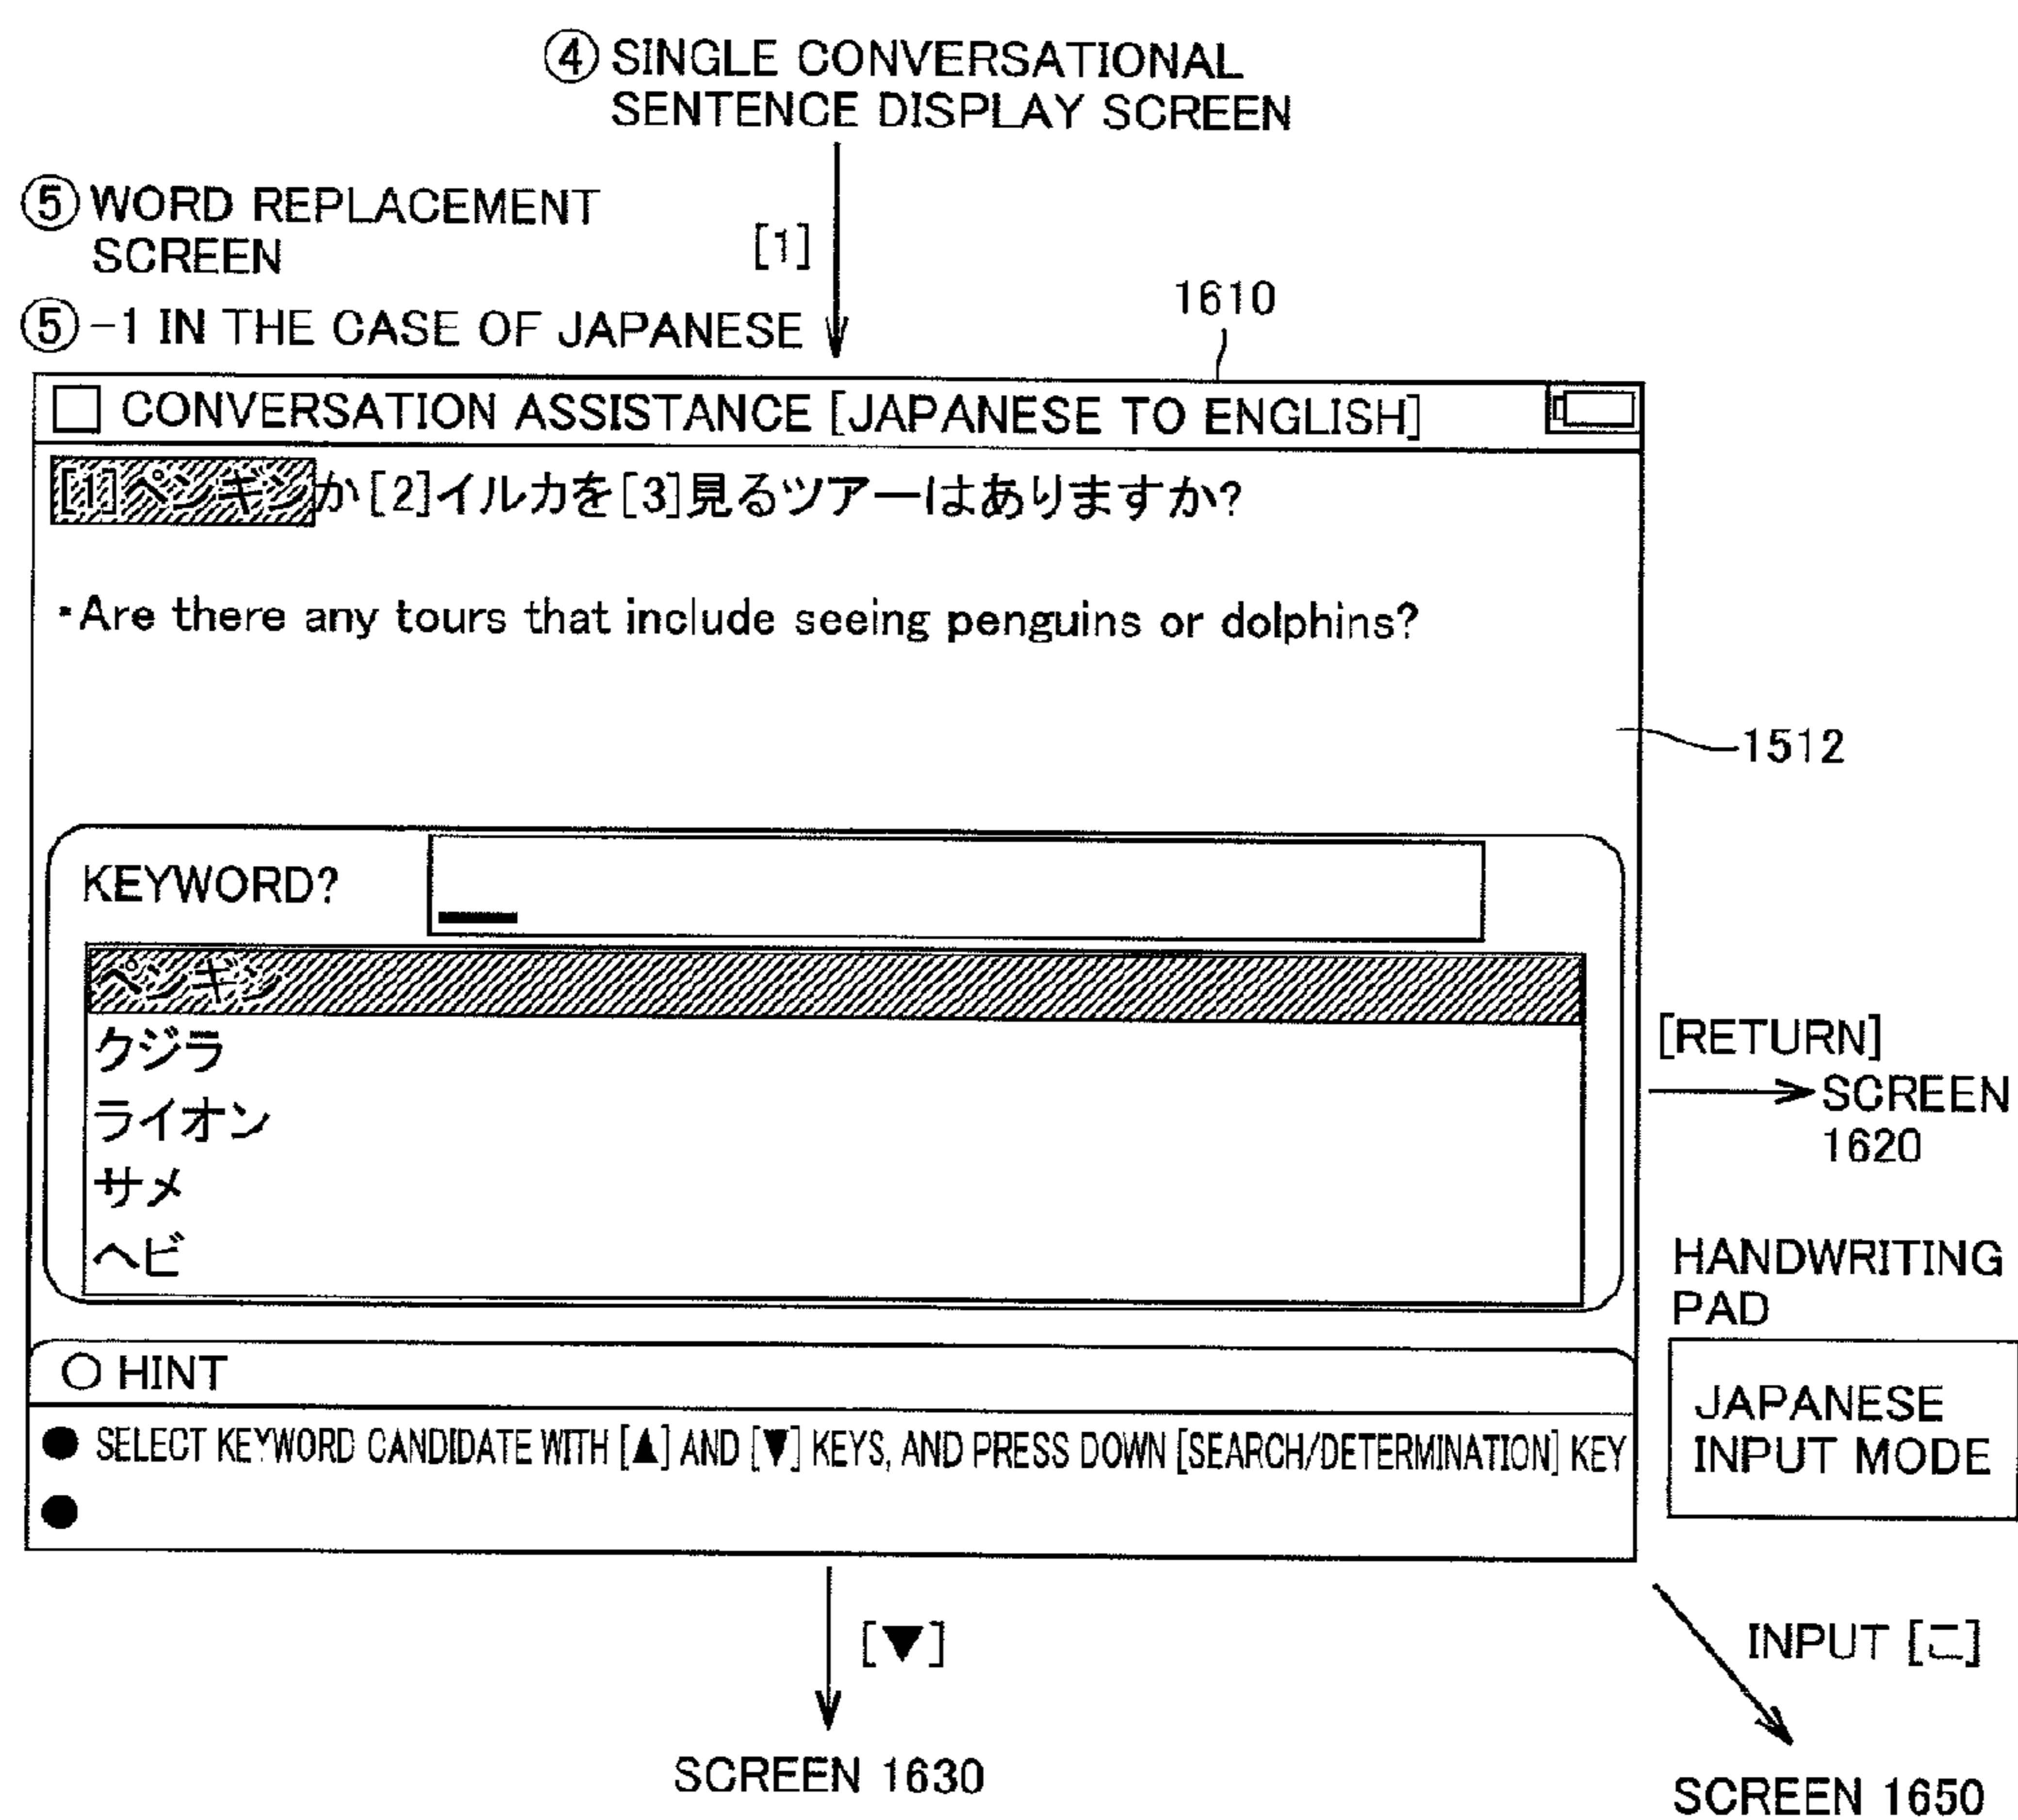 ④ SINGLE CONVERSATIONAL
SENTENCE DISPLAY SCREEN
⑤ WORD REPLACEMENT
SCREEN
[1]
⑤-1 IN THE CASE OF JAPANESE
1610
CONVERSATION ASSISTANCE [JAPANESE TO ENGLISH]
[1]ペンギンか[2]イルカを[3]見るツアーはありますか?
・Are there any tours that include seeing penguins or dolphins?
1512
KEYWORD?
ペンギン
クジラ
ライオン
サメ
ヘビ
[RETURN]
SCREEN
1620
HANDWRITING
PAD
JAPANESE
INPUT MODE
○ HINT
● SELECT KEYWORD CANDIDATE WITH [▲] AND [▼] KEYS, AND PRESS DOWN [SEARCH/DETERMINATION] KEY
●
[▼]
INPUT [こ]
SCREEN 1630
SCREEN 1650